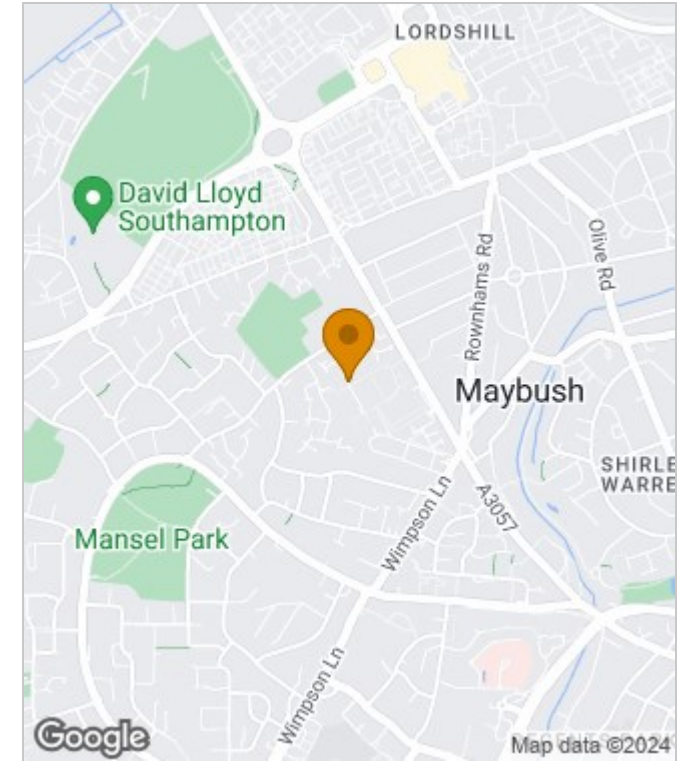 LORDSHILL
David Lloyd
Southampton
Rownhams Rd
Olive Rd
Maybush
SHIRLE
WARRE
A3057
Wimpson Ln
Mansel Park
Wimpson Ln
Google
Map data ©2024